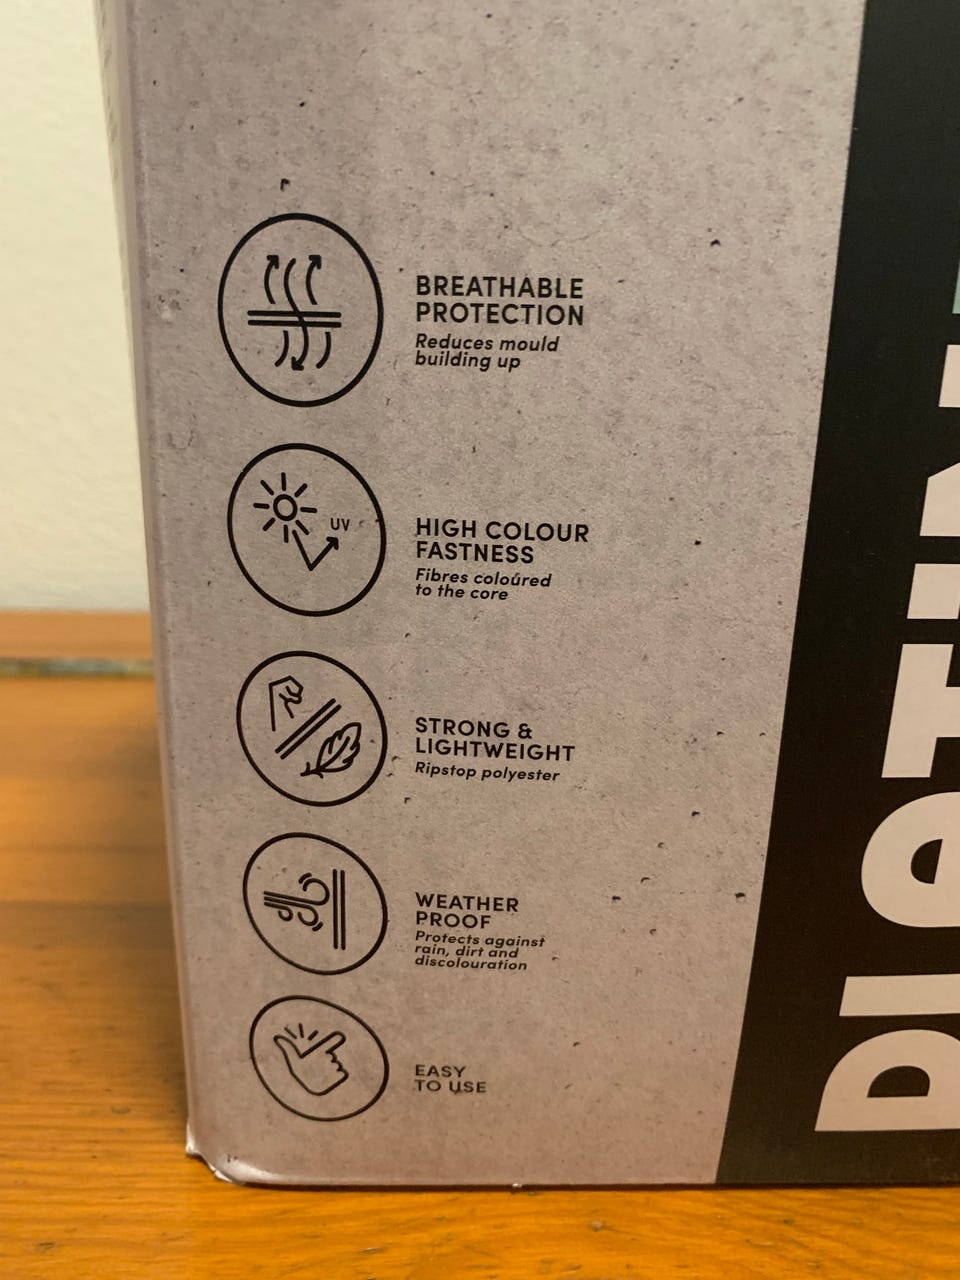 BREATHABLE
PROTECTION
Reduces mould
building up
UV
HIGH COLOUR
FASTNESS
Fibres coloured
to the core
STRONG &
LIGHTWEIGHT
Ripstop polyester
WEATHER
PROOF
Protects against
rain, dirt and
discolouration
EASY
TO USE